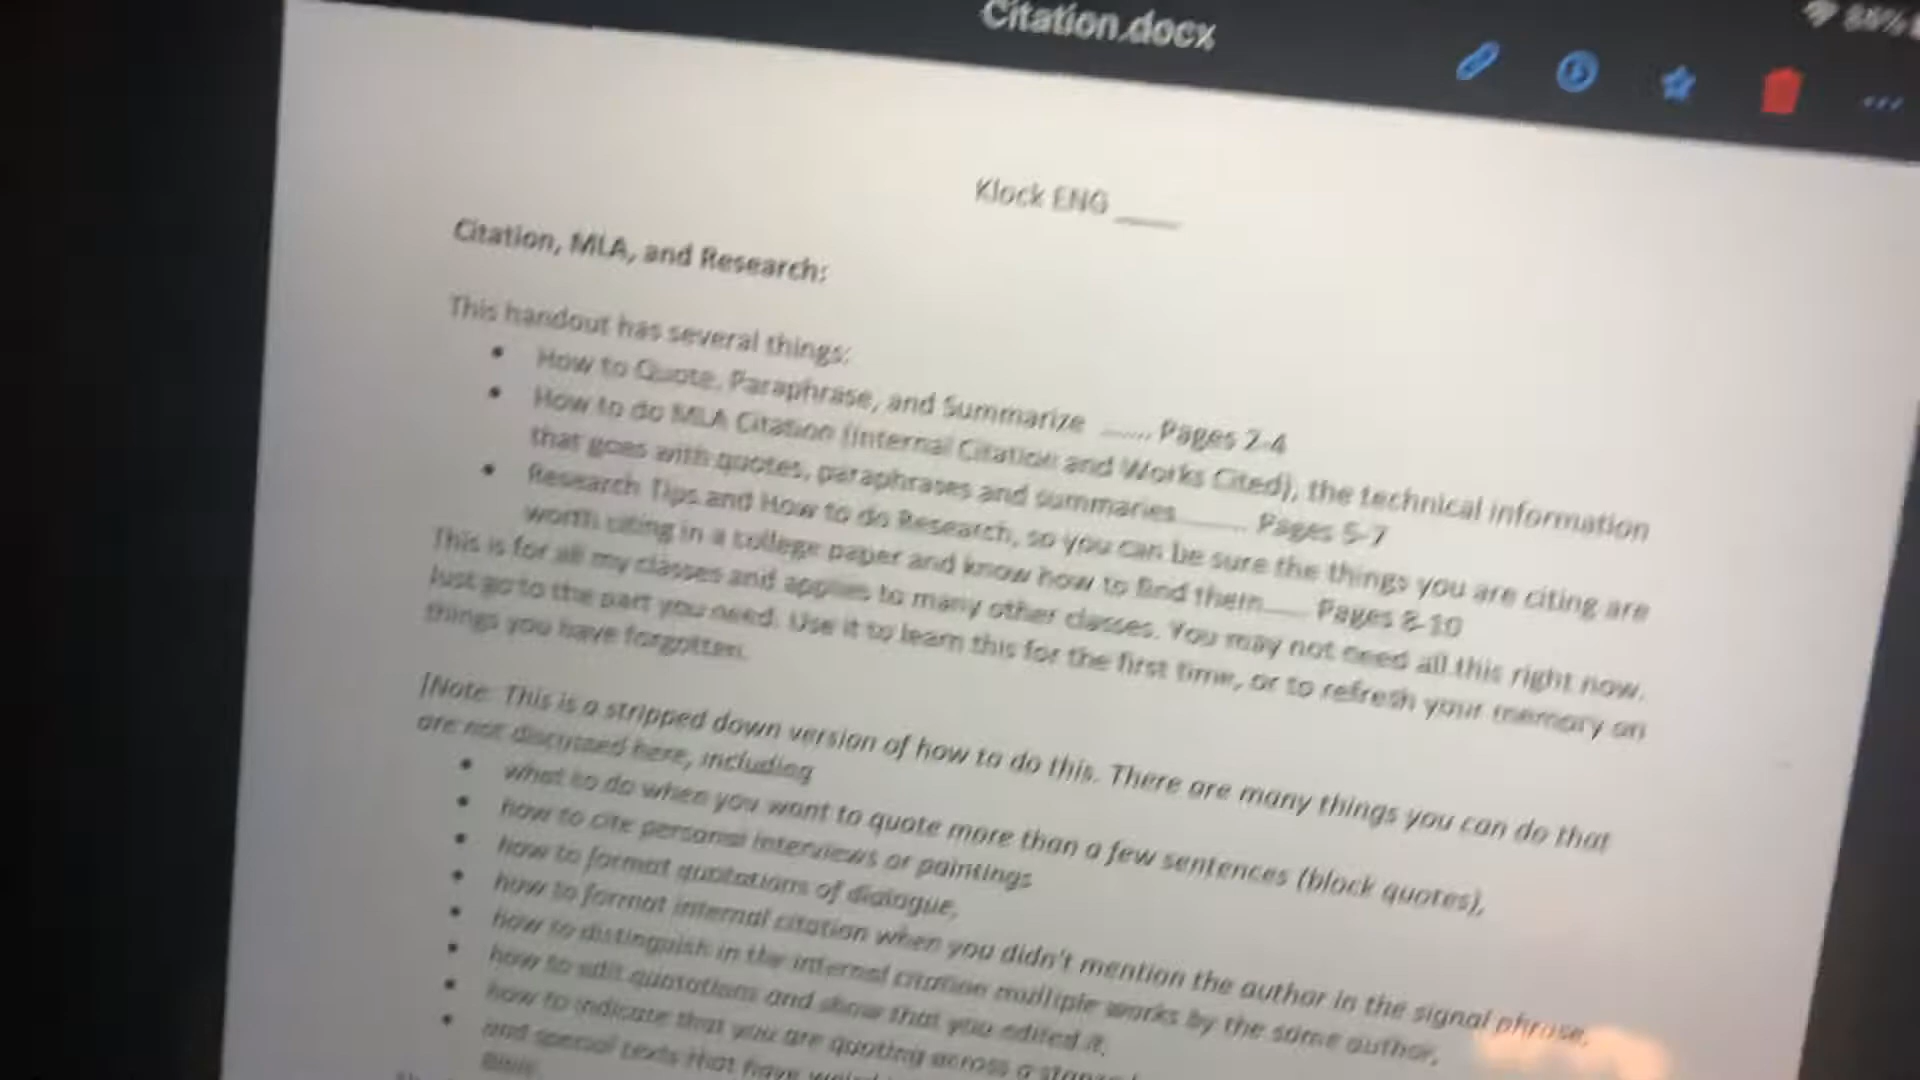 Citation.docx
Klock ENG ____
Citation, MLA, and Research:
This handout has several things:
• How to Quote, Paraphrase, and Summarize ...... Pages 2-4
• How to do MLA Citation (Internal Citation and Works Cited), the technical information
that goes with quotes, paraphrases and summaries........ Pages 5-7
• Research Tips and How to do Research, so you can be sure the things you are citing are
worth citing in a college paper and know how to find them..... Pages 8-10
This is for all my classes and applies to many other classes. You may not need all this right now.
Just go to the part you need. Use it to learn this for the first time, or to refresh your memory on
things you have forgotten.
[Note: This is a stripped down version of how to do this. There are many things you can do that
are not discussed here, including
• what to do when you want to quote more than a few sentences (block quotes),
• how to cite personal interviews or paintings
• how to format quotations of dialogue,
• how to format internal citation when you didn't mention the author in the signal phrase,
• how to distinguish in the internal citation multiple works by the same author,
• how to edit quotations and show that you edited it,
• how to indicate that you are quoting across a stanza
• and special texts that have